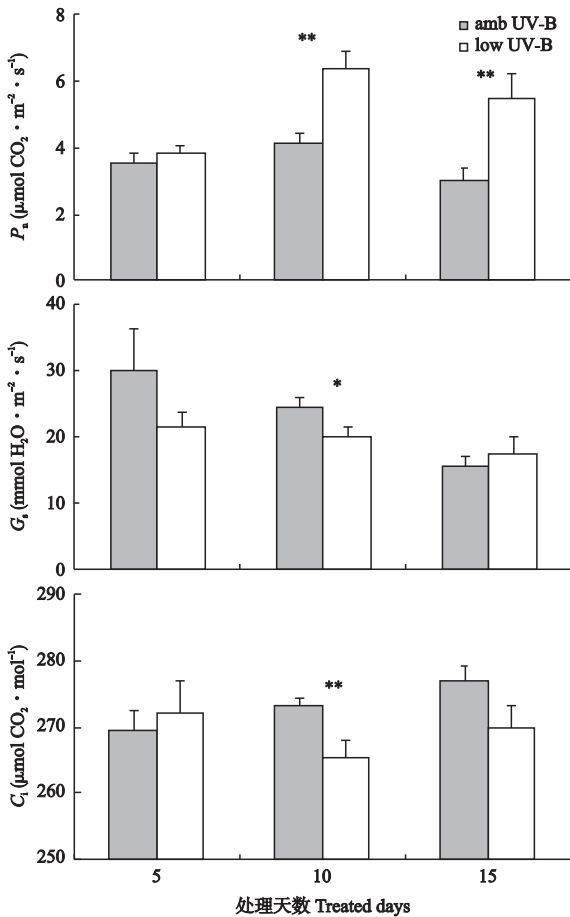 amb UV-B
low UV-B
Pn (μmol CO2・m⁻²・s⁻¹)
8
6
4
2
0
**
**
Gs (mmol H2O・m⁻²・s⁻¹)
40
30
20
10
0
*
Ci (μmol CO2・mol⁻¹)
290
280
270
260
250
**
5 10 15
处理天数 Treated days